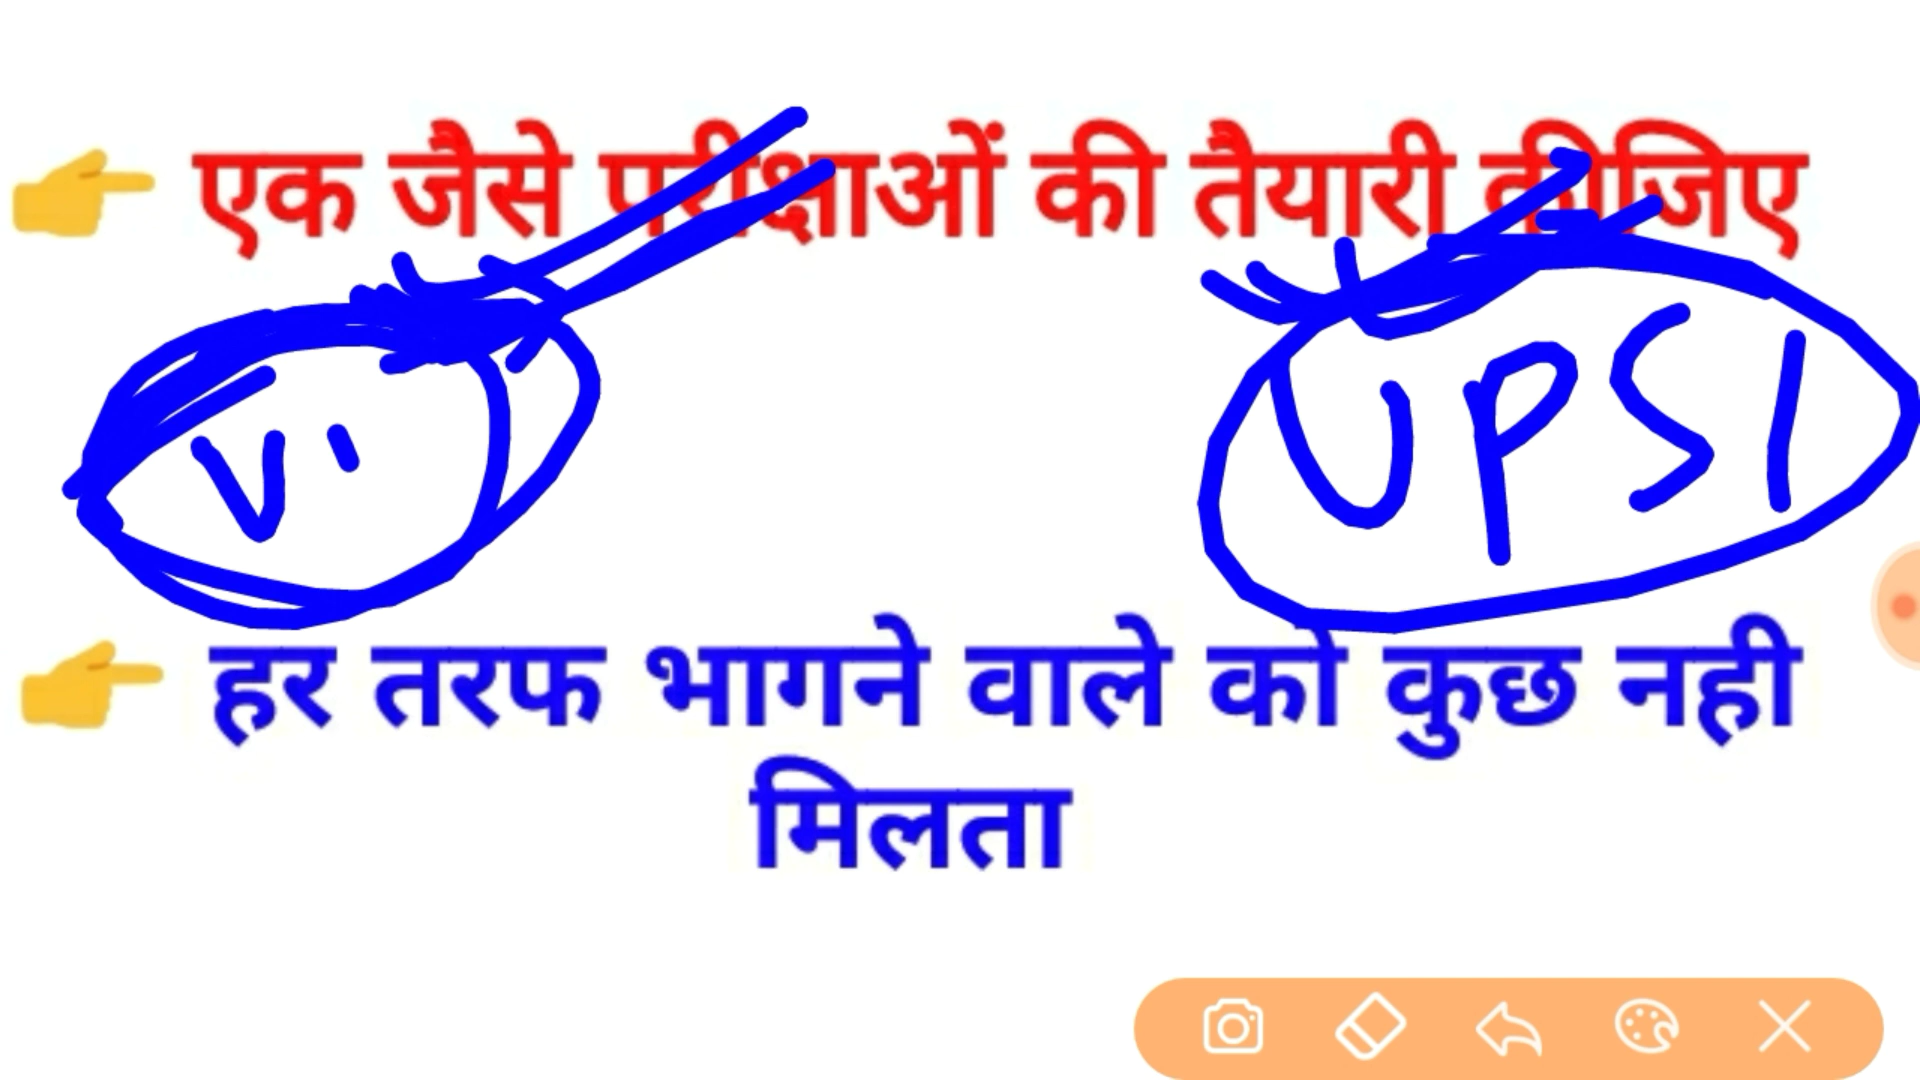 👉 एक जैसे परीक्षाओं की तैयारी कीजिए
V' UPSI
👉 हर तरफ भागने वाले को कुछ नही
मिलता